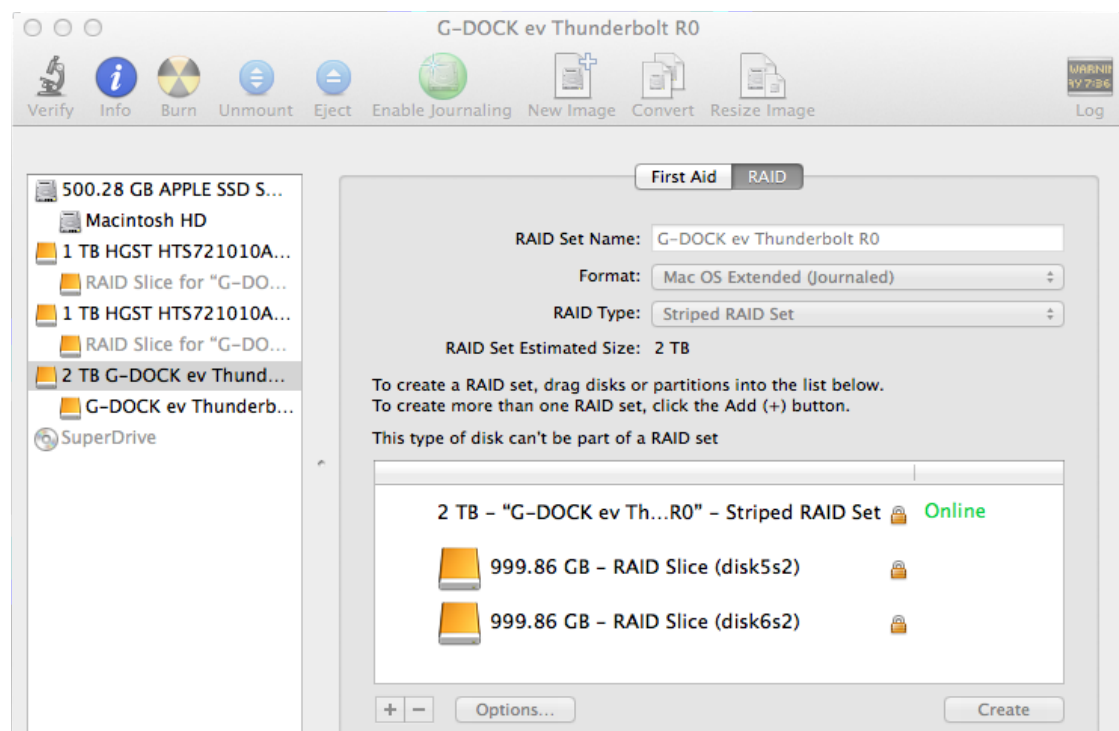 G-DOCK ev Thunderbolt R0
WARNIN
AY 7:86
Verify Info Burn Unmount Eject Enable Journaling New Image Convert Resize Image Log
500.28 GB APPLE SSD S...
Macintosh HD
1 TB HGST HTS721010A...
RAID Slice for "G-DO...
1 TB HGST HTS721010A...
RAID Slice for "G-DO...
2 TB G-DOCK ev Thund...
G-DOCK ev Thunderb...
SuperDrive
First Aid RAID
RAID Set Name: G-DOCK ev Thunderbolt R0
Format: Mac OS Extended (Journaled)
RAID Type: Striped RAID Set
RAID Set Estimated Size: 2 TB
To create a RAID set, drag disks or partitions into the list below.
To create more than one RAID set, click the Add (+) button.
This type of disk can't be part of a RAID set
2 TB – "G-DOCK ev Th...R0" – Striped RAID Set Online
999.86 GB – RAID Slice (disk5s2)
999.86 GB – RAID Slice (disk6s2)
+ − Options... Create